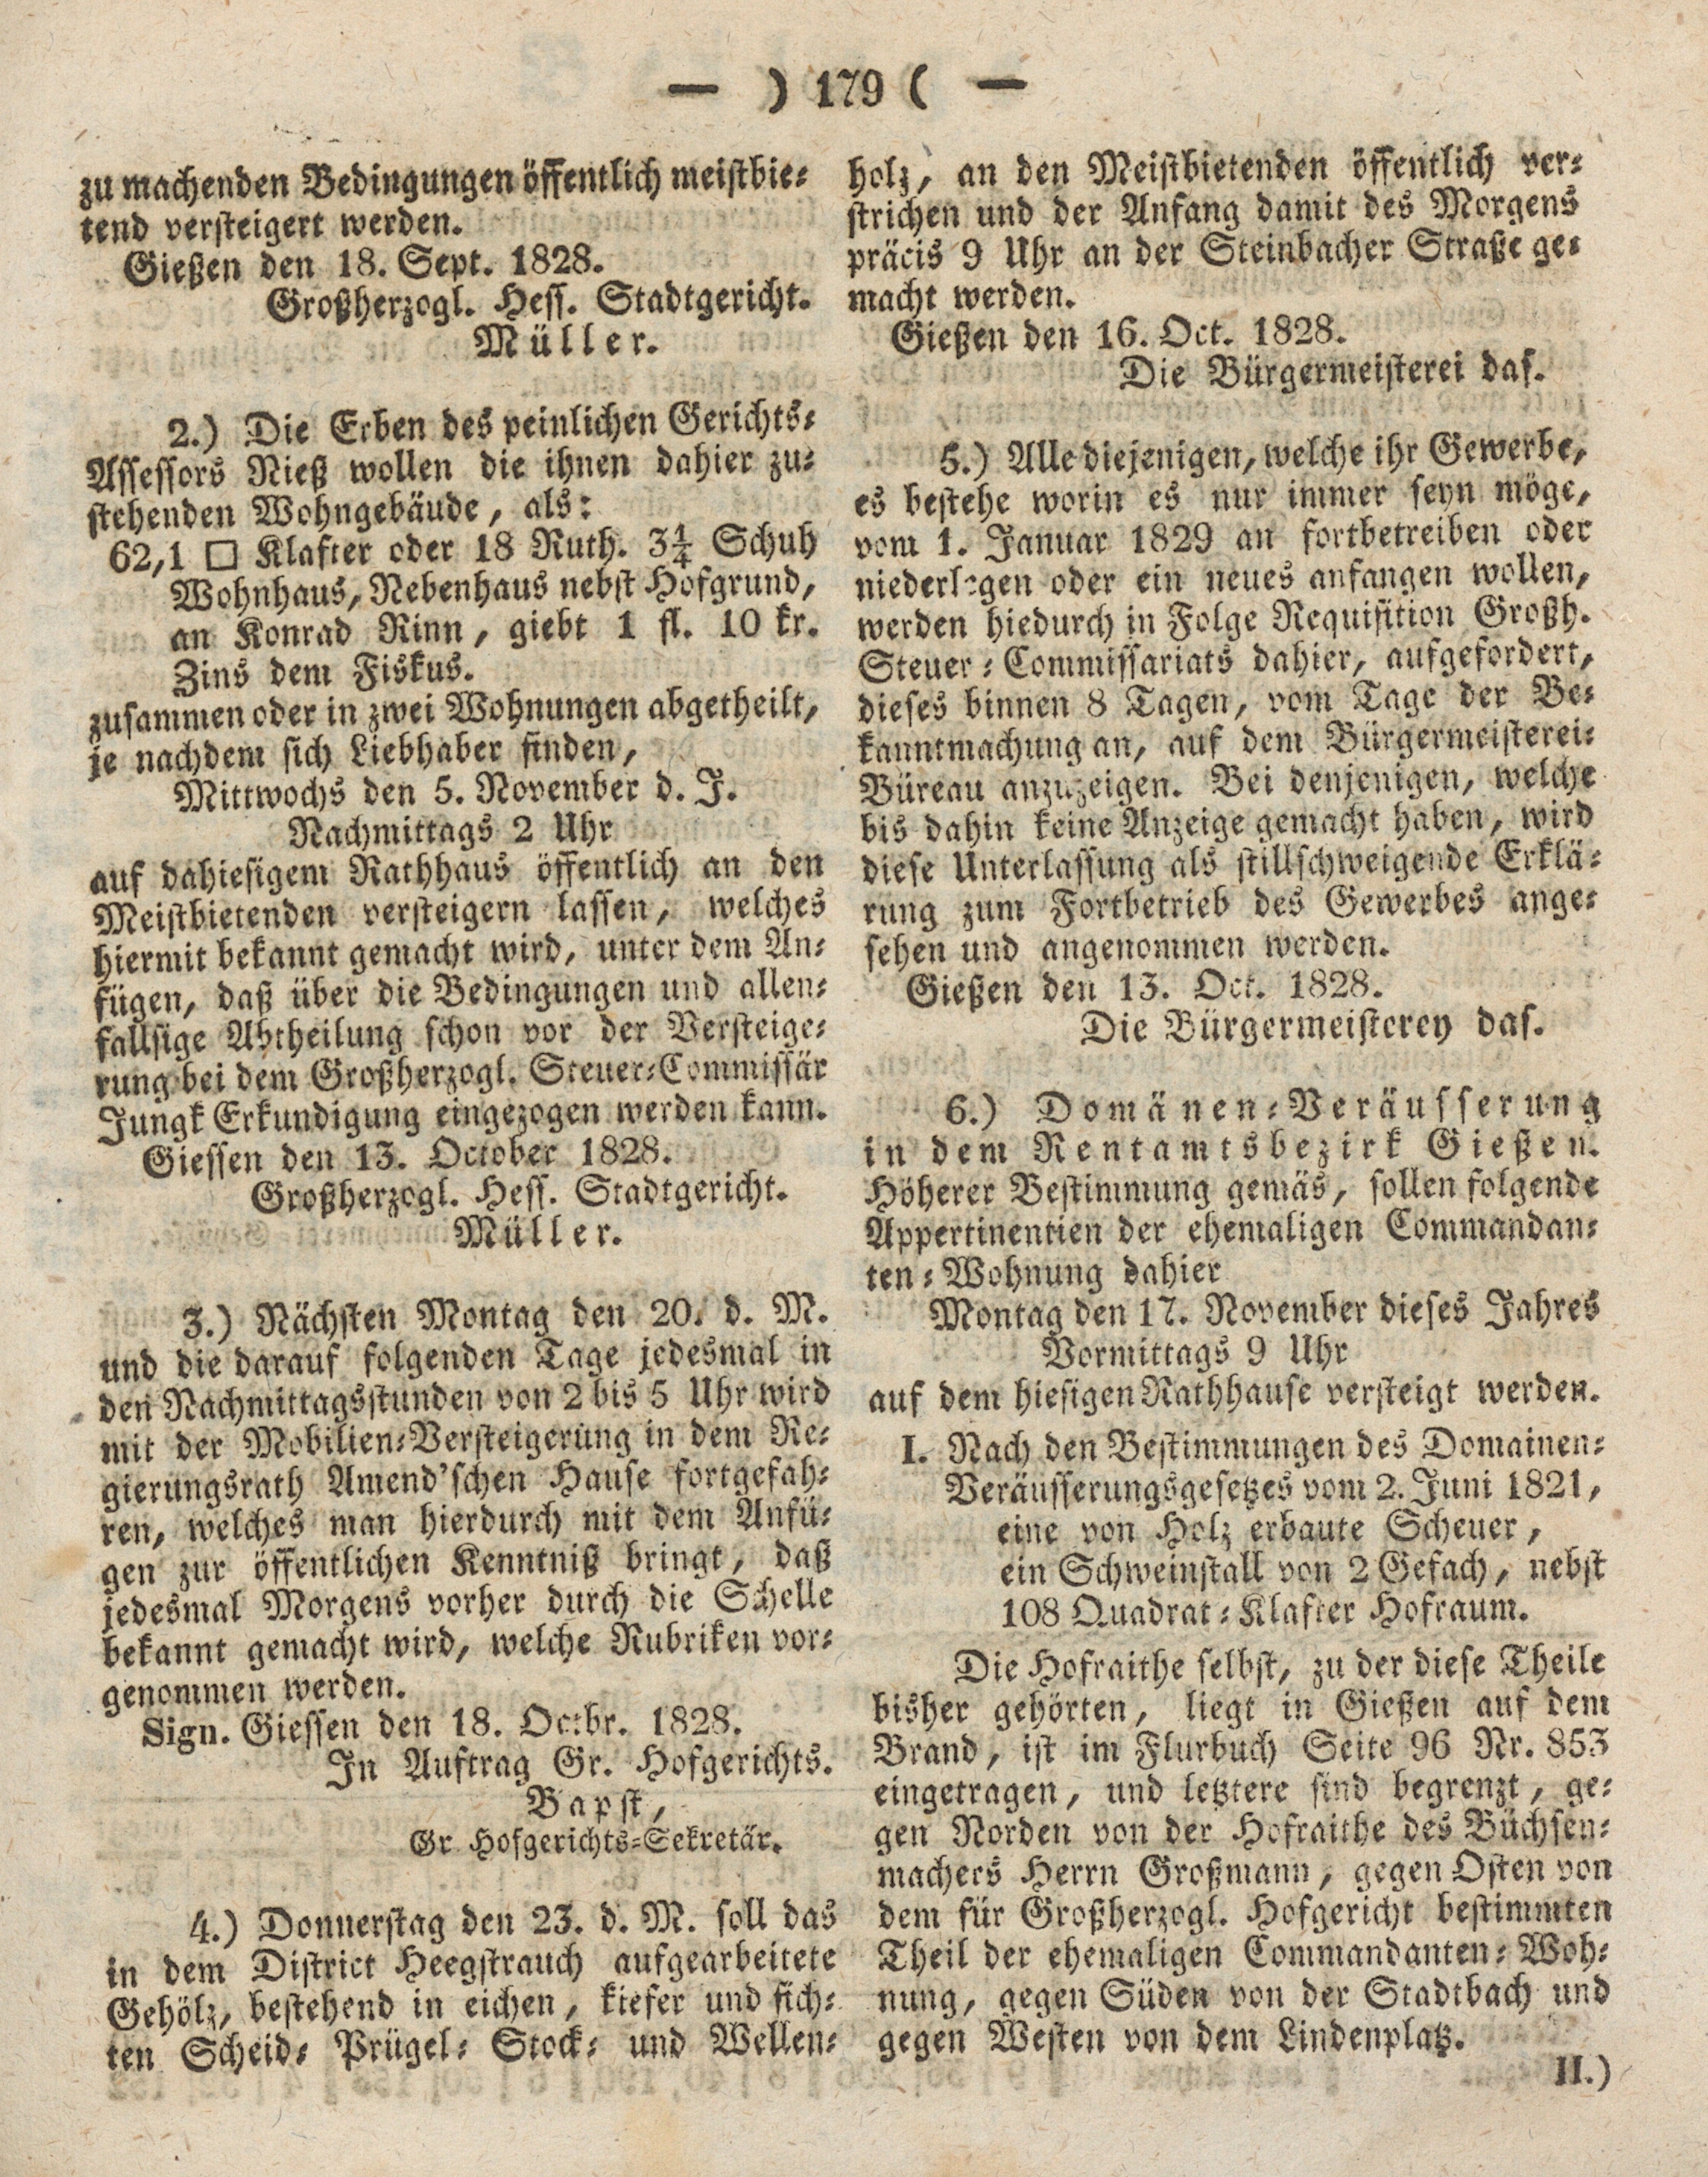 — ) 179 ( —
zu machenden Bedingungen öffentlich meistbie-
tend versteigert werden.
Gießen den 18. Sept. 1828.
Großherzogl. Hess. Stadtgericht.
Müller.
2.) Die Erben des peinlichen Gerichts-
Assessors Rieß wollen die ihnen dahier zu-
stehenden Wohngebäude, als:
62,1 □ Klafter oder 18 Ruth. 3¼ Schuh
Wohnhaus, Nebenhaus nebst Hofgrund,
an Konrad Rinn, giebt 1 fl. 10 kr.
Zins dem Fiskus.
zusammen oder in zwei Wohnungen abgetheilt,
je nachdem sich Liebhaber finden,
Mittwochs den 5. November d. J.
Nachmittags 2 Uhr
auf dahiesigem Rathhaus öffentlich an den
Meistbietenden versteigern lassen, welches
hiermit bekannt gemacht wird, unter dem An-
fügen, daß über die Bedingungen und allen-
fallsige Abtheilung schon vor der Versteige-
rung bei dem Großherzogl. Steuer-Commissär
Jungk Erkundigung eingezogen werden kann.
Giessen den 13. October 1828.
Großherzogl. Hess. Stadtgericht.
Müller.
3.) Nächsten Montag den 20. d. M.
und die darauf folgenden Tage jedesmal in
den Nachmittagsstunden von 2 bis 5 Uhr wird
mit der Mobilien-Versteigerung in dem Re-
gierungsrath Amend'schen Hause fortgefah-
ren, welches man hierdurch mit dem Anfü-
gen zur öffentlichen Kenntniß bringt, daß
jedesmal Morgens vorher durch die Schelle
bekannt gemacht wird, welche Rubriken vor-
genommen werden.
Sign. Giessen den 18. Octbr. 1828.
In Auftrag Gr. Hofgerichts.
Bapst,
Gr Hofgerichts-Sekretär.
4.) Donnerstag den 23. d. M. soll das
in dem District Heegstrauch aufgearbeitete
Gehölz, bestehend in eichen, kiefer und fich-
ten Scheid- Prügel- Stock- und Wellen-
holz, an den Meistbietenden öffentlich ver-
strichen und der Anfang damit des Morgens
präcis 9 Uhr an der Steinbacher Straße ge-
macht werden.
Gießen den 16. Oct. 1828.
Die Bürgermeisterei das.
5.) Alle diejenigen, welche ihr Gewerbe,
es bestehe worin es nur immer seyn möge,
vom 1. Januar 1829 an fortbetreiben oder
niederlegen oder ein neues anfangen wollen,
werden hiedurch in Folge Requisition Großh.
Steuer-Commissariats dahier, aufgefordert,
dieses binnen 8 Tagen, vom Tage der Be-
kanntmachung an, auf dem Bürgermeisterei-
Büreau anzuzeigen. Bei denjenigen, welche
bis dahin keine Anzeige gemacht haben, wird
diese Unterlassung als stillschweigende Erklä-
rung zum Fortbetrieb des Gewerbes ange-
sehen und angenommen werden.
Gießen den 13. Oct. 1828.
Die Bürgermeisterey das.
6.) Domänen-Veräusserung
in dem Rentamtsbezirk Gießen.
Höherer Bestimmung gemäs, sollen folgende
Appertinentien der ehemaligen Commandan-
ten-Wohnung dahier
Montag den 17. November dieses Jahres
Vormittags 9 Uhr
auf dem hiesigen Rathhause versteigt werden.
I. Nach den Bestimmungen des Domainen-
Veräusserungsgesetzes vom 2. Juni 1821,
eine von Holz erbaute Scheuer,
ein Schweinstall von 2 Gefach, nebst
108 Quadrat-Klafter Hofraum.
Die Hofraithe selbst, zu der diese Theile
bisher gehörten, liegt in Gießen auf dem
Brand, ist im Flurbuch Seite 96 Nr. 853
eingetragen, und letztere sind begrenzt, ge-
gen Norden von der Hofraithe des Büchsen-
machers Herrn Großmann, gegen Osten von
dem für Großherzogl. Hofgericht bestimmten
Theil der ehemaligen Commandanten-Woh-
nung, gegen Süden von der Stadtbach und
gegen Westen von dem Lindenplatz.
II.)